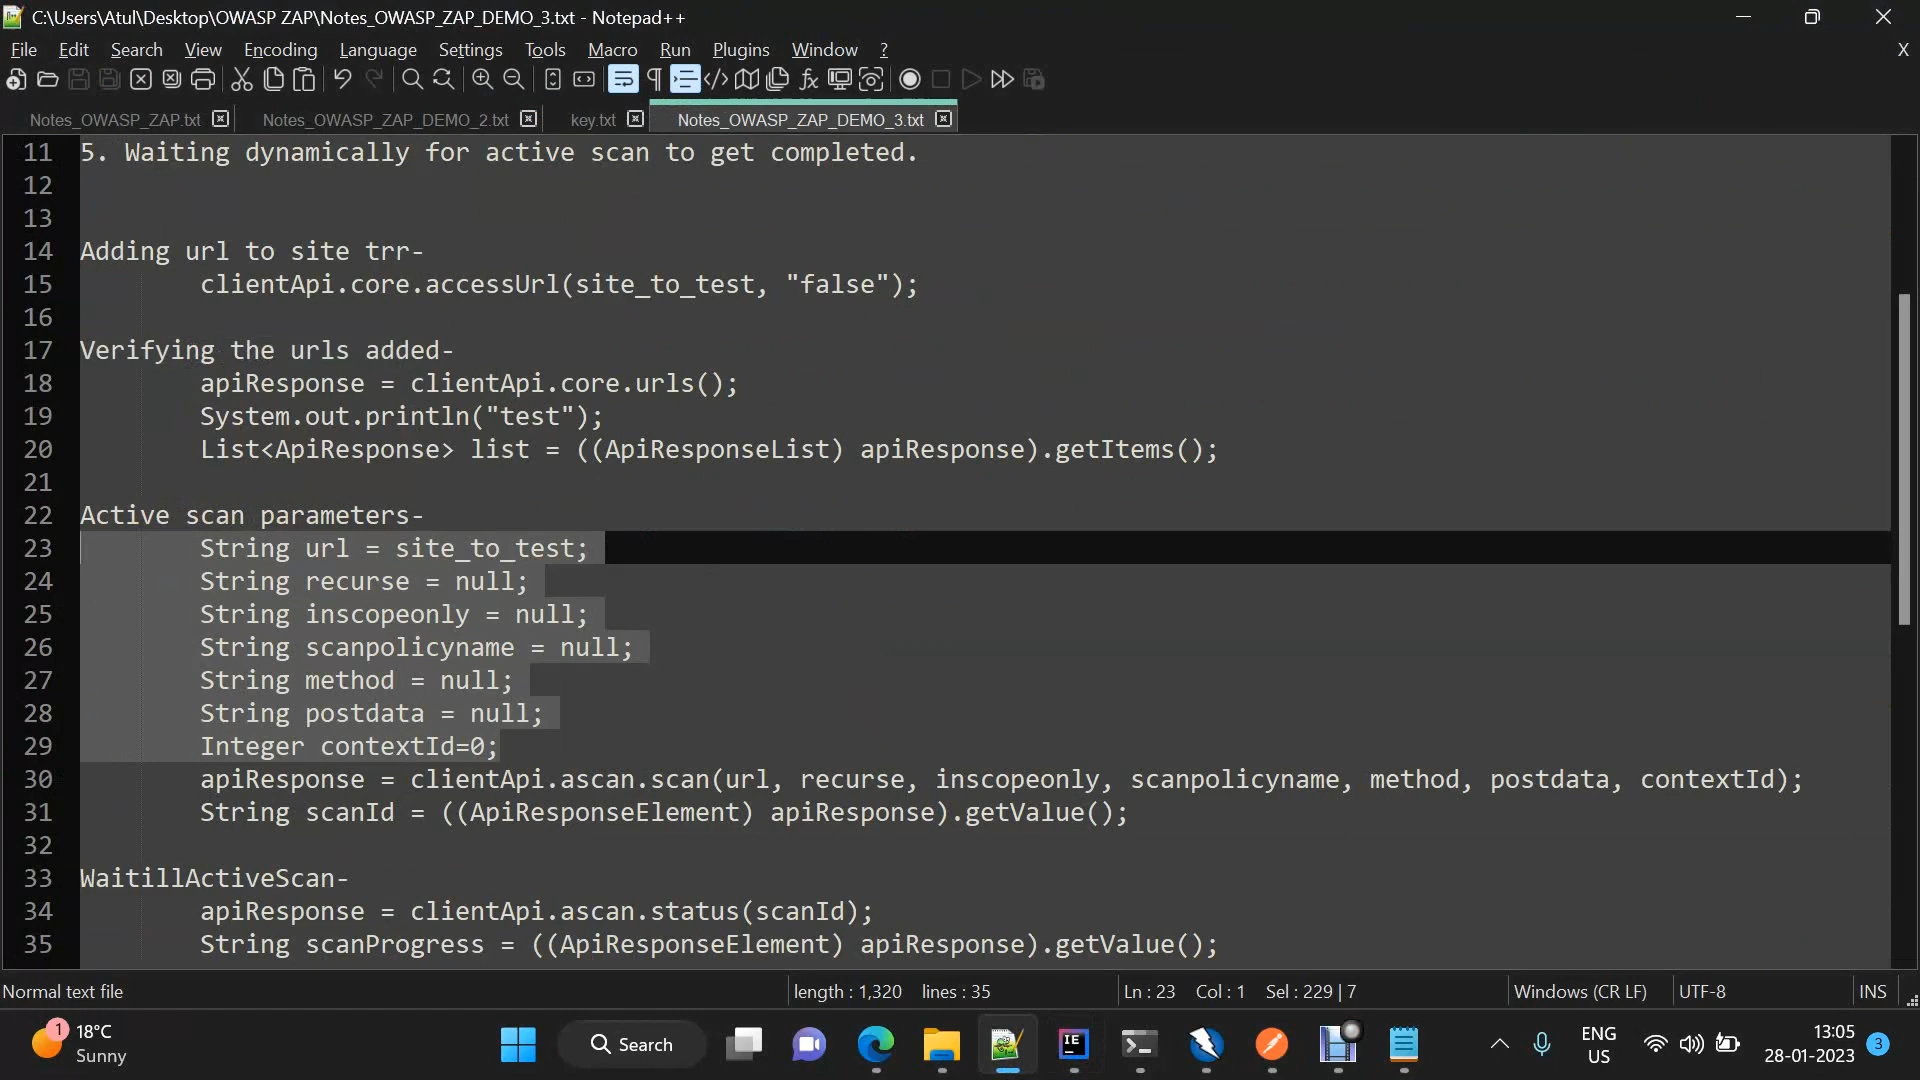 C:\Users\Atul\Desktop\OWASP ZAP\Notes_OWASP_ZAP_DEMO_3.txt - Notepad++
File Edit Search View Encoding Language Settings Tools Macro Run Plugins Window ? X
Notes_OWASP_ZAP.txt Notes_OWASP_ZAP_DEMO_2.txt key.txt Notes_OWASP_ZAP_DEMO_3.txt
11 5. Waiting dynamically for active scan to get completed.
12
13
14 Adding url to site trr-
15 clientApi.core.accessUrl(site_to_test, "false");
16
17 Verifying the urls added-
18 apiResponse = clientApi.core.urls();
19 System.out.println("test");
20 List<ApiResponse> list = ((ApiResponseList) apiResponse).getItems();
21
22 Active scan parameters-
23 String url = site_to_test;
24 String recurse = null;
25 String inscopeonly = null;
26 String scanpolicyname = null;
27 String method = null;
28 String postdata = null;
29 Integer contextId=0;
30 apiResponse = clientApi.ascan.scan(url, recurse, inscopeonly, scanpolicyname, method, postdata, contextId);
31 String scanId = ((ApiResponseElement) apiResponse).getValue();
32
33 WaitillActiveScan-
34 apiResponse = clientApi.ascan.status(scanId);
35 String scanProgress = ((ApiResponseElement) apiResponse).getValue();
Normal text file length : 1,320 lines : 35 Ln : 23 Col : 1 Sel : 229 | 7 Windows (CR LF) UTF-8 INS
1 18°C
Sunny
Search
IE
ENG
US
13:05
28-01-2023
3